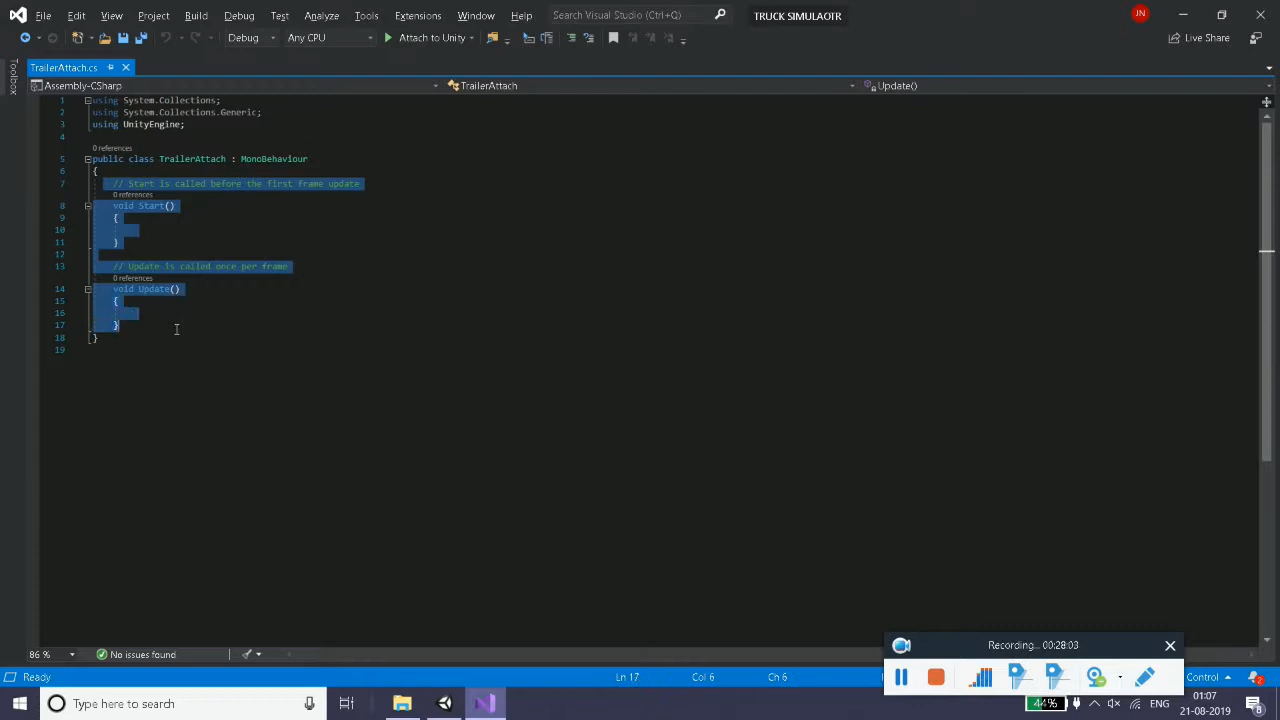 File Edit View Project Build Debug Test Analyze Tools Extensions Window Help Search Visual Studio (Ctrl+Q) TRUCK SIMULAOTR JN
Debug Any CPU Attach to Unity Live Share
Toolbox
TrailerAttach.cs
Assembly-CSharp TrailerAttach Update()
1 using System.Collections;
2 using System.Collections.Generic;
3 using UnityEngine;
4
0 references
5 public class TrailerAttach : MonoBehaviour
6 {
7 // Start is called before the first frame update
0 references
8 void Start()
9 {
10
11 }
12
13 // Update is called once per frame
0 references
14 void Update()
15 {
16
17 }
18 }
19
86 % No issues found
Recording... 00:28:03
Ready Ln 17 Col 6 Ch 6 Control 2
Type here to search 44% ENG 01:07
21-08-2019 8